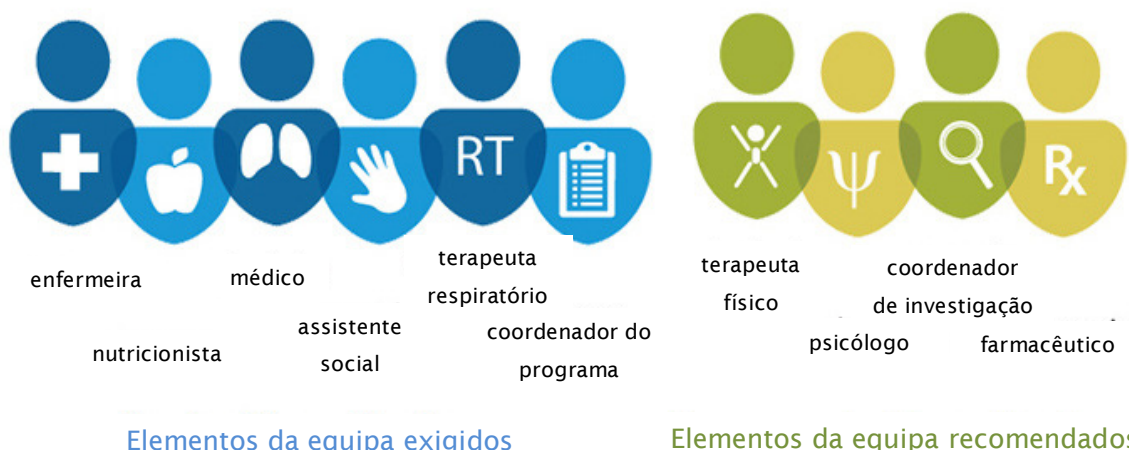 RT
Rx
enfermeira
nutricionista
médico
assistente
social
terapeuta
respiratório
coordenador do
programa
terapeuta
físico
psicólogo
coordenador
de investigação
farmacêutico
Elementos da equipa exigidos
Elementos da equipa recomendados